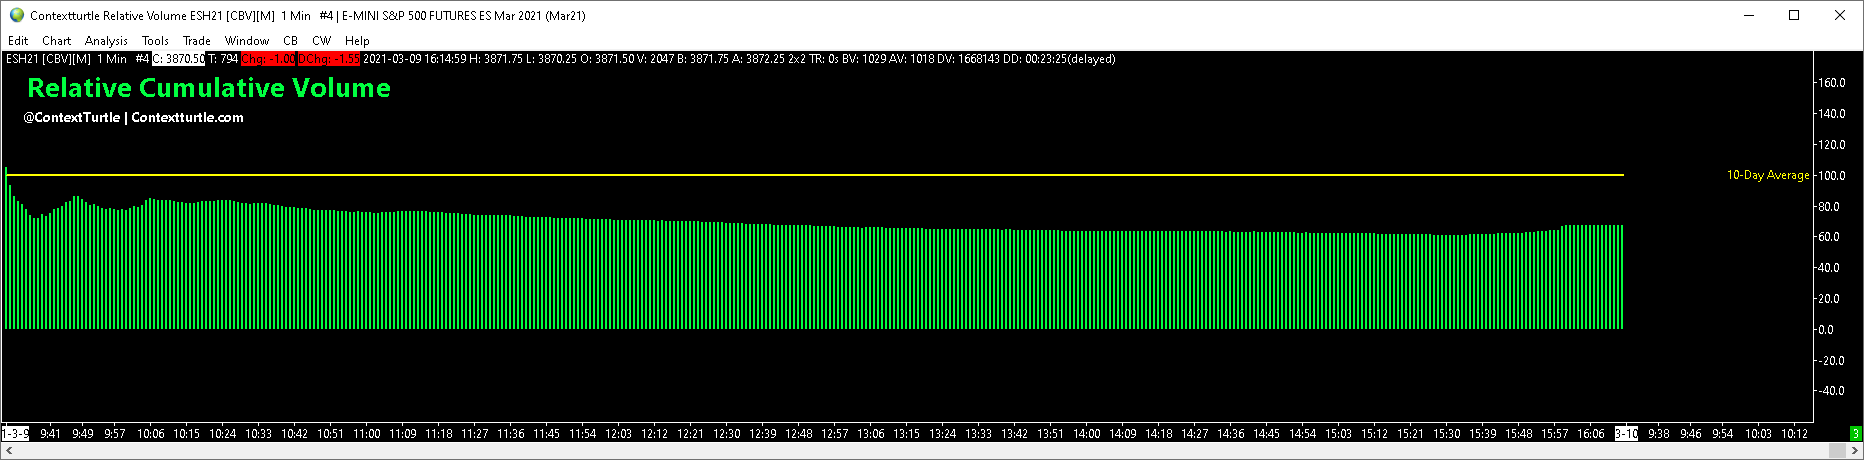 Contextturtle Relative Volume ESH21 [CBV][M]  1 Min   #4 | E-MINI S&P 500 FUTURES ES Mar 2021 (Mar21)
Edit Chart Analysis Tools Trade Window CB CW Help
ESH21 [CBV][M]  1 Min   #4 C: 3870.50 T: 794 Chg: -1.00 DChg: -1.55 2021-03-09 16:14:59 H: 3871.75 L: 3870.25 O: 3871.50 V: 2047 B: 3871.75 A: 3872.25 2x2 TR: 0s BV: 1029 AV: 1018 DV: 1668143 DD: 00:23:25(delayed)
Relative Cumulative Volume
@ContextTurtle | Contextturtle.com
160.0
140.0
120.0
10-Day Average 100.0
80.0
60.0
40.0
20.0
0.0
-20.0
-40.0
1-3-9 9:41 9:49 9:57 10:06 10:15 10:24 10:33 10:42 10:51 11:00 11:09 11:18 11:27 11:36 11:45 11:54 12:03 12:12 12:21 12:30 12:39 12:48 12:57 13:06 13:15 13:24 13:33 13:42 13:51 14:00 14:09 14:18 14:27 14:36 14:45 14:54 15:03 15:12 15:21 15:30 15:39 15:48 15:57 16:06 3-10 9:38 9:46 9:54 10:03 10:12 3